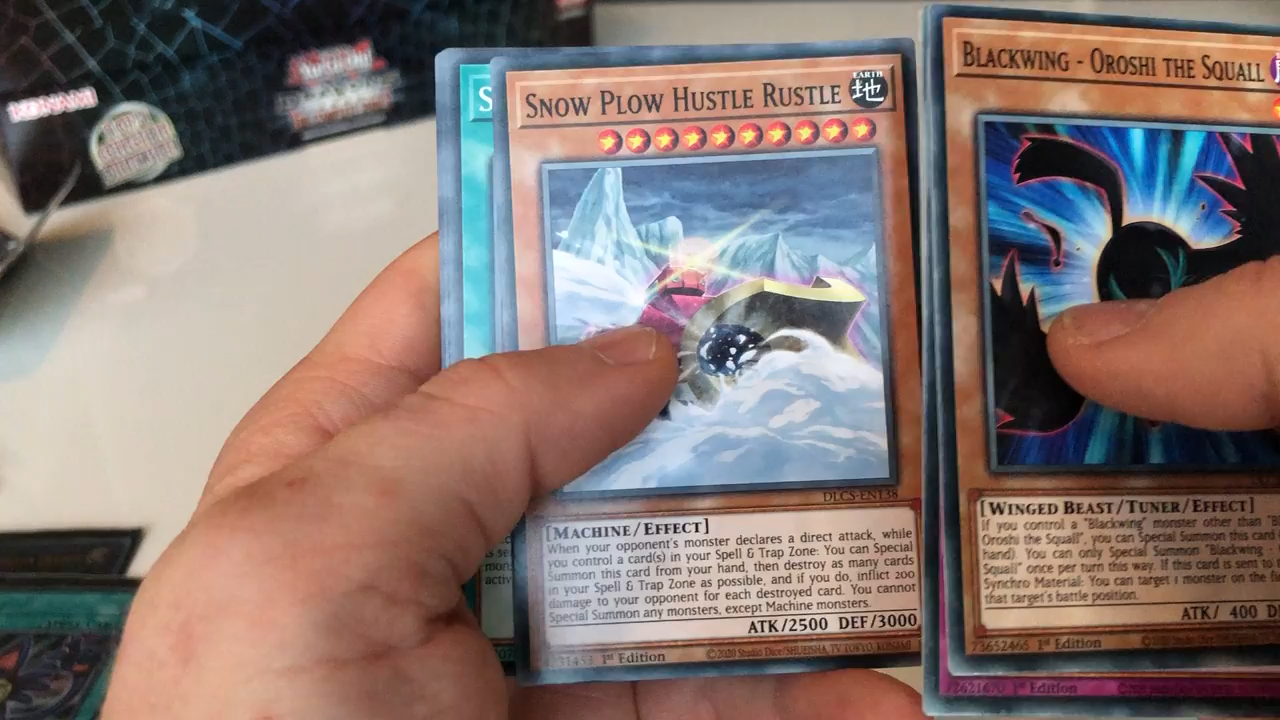 KONAMI
S
SNOW PLOW HUSTLE RUSTLE
EARTH
地
DLCS-EN138
[MACHINE/EFFECT]
When your opponent's monster declares a direct attack, while
you control a card(s) in your Spell & Trap Zone: You can Special
Summon this card from your hand, then destroy as many cards
in your Spell & Trap Zone as possible, and if you do, inflict 200
damage to your opponent for each destroyed card. You cannot
Special Summon any monsters, except Machine monsters.
ATK/2500 DEF/3000
1st Edition
©2020 Studio Dice/SHUEISHA, TV TOKYO, KONAMI
BLACKWING - OROSHI THE SQUALL
[WINGED BEAST/TUNER/EFFECT]
If you control a "Blackwing" monster other than "B
Oroshi the Squall", you can Special Summon this card
hand). You can only Special Summon "Blackwing -
Squall" once per turn this way. If this card is sent to
Synchro Material: You can target 1 monster on the f
that target's battle position.
ATK/ 400 D
73652465 1st Edition
1st Edition